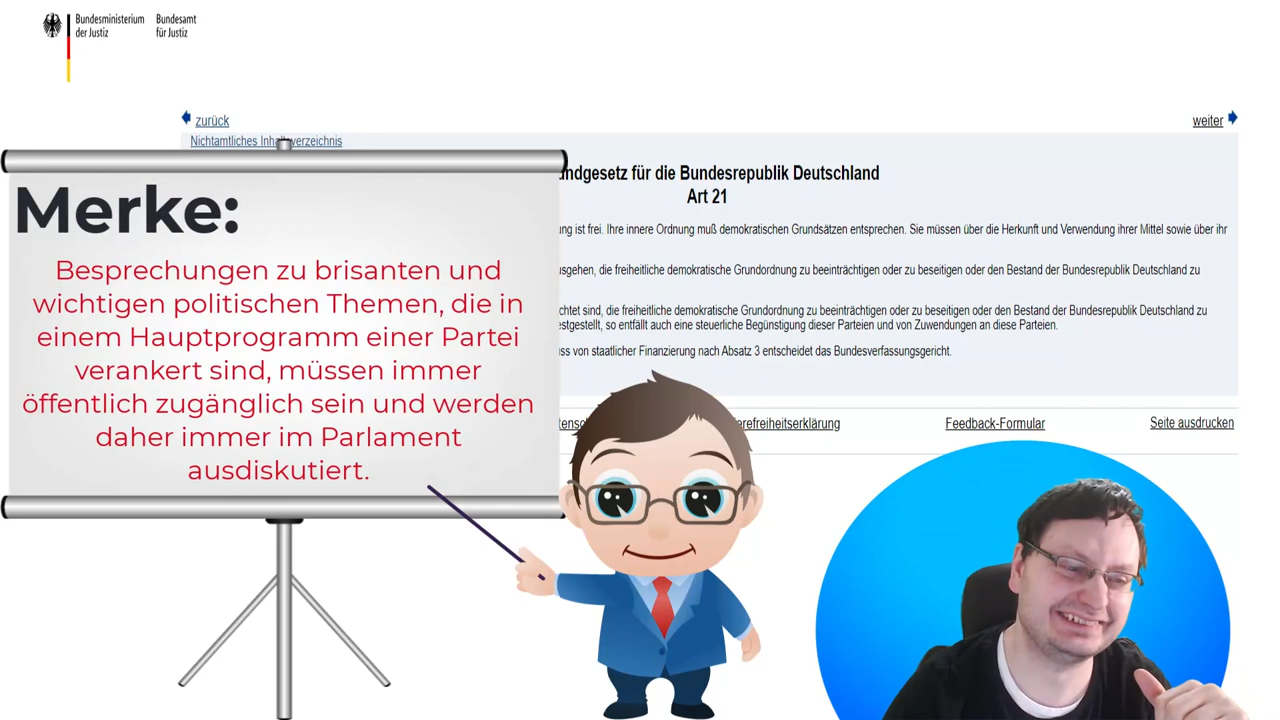 Bundesministerium
der Justiz
Bundesamt
für Justiz
zurück
weiter
Nichtamtliches Inhaltsverzeichnis
Merke:
Besprechungen zu brisanten und
wichtigen politischen Themen, die in
einem Hauptprogramm einer Partei
verankert sind, müssen immer
öffentlich zugänglich sein und werden
daher immer im Parlament
ausdiskutiert.
ndgesetz für die Bundesrepublik Deutschland
Art 21
ng ist frei. Ihre innere Ordnung muß demokratischen Grundsätzen entsprechen. Sie müssen über die Herkunft und Verwendung ihrer Mittel sowie über ihr
usgehen, die freiheitliche demokratische Grundordnung zu beeinträchtigen oder zu beseitigen oder den Bestand der Bundesrepublik Deutschland zu
chtet sind, die freiheitliche demokratische Grundordnung zu beeinträchtigen oder zu beseitigen oder den Bestand der Bundesrepublik Deutschland zu
estgestellt, so entfällt auch eine steuerliche Begünstigung dieser Parteien und von Zuwendungen an diese Parteien.
ss von staatlicher Finanzierung nach Absatz 3 entscheidet das Bundesverfassungsgericht.
tensc
refreiheitserklärung
Feedback-Formular
Seite ausdrucken